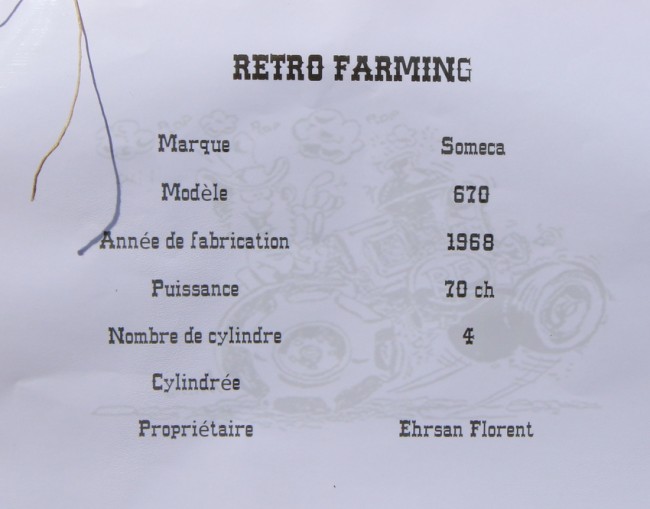 RETRO FARMING
Marque Someca
Modèle 670
Année de fabrication 1968
Puissance 70 ch
Nombre de cylindre 4
Cylindrée
Propriétaire Ehrsan Florent